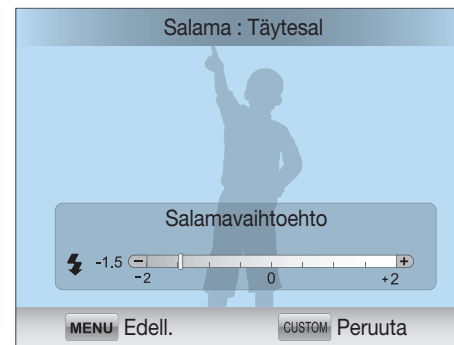 Salama : Täytesal
Salamavaihtoehto
-1.5
-2 0 +2
MENU Edell. CUSTOM Peruuta